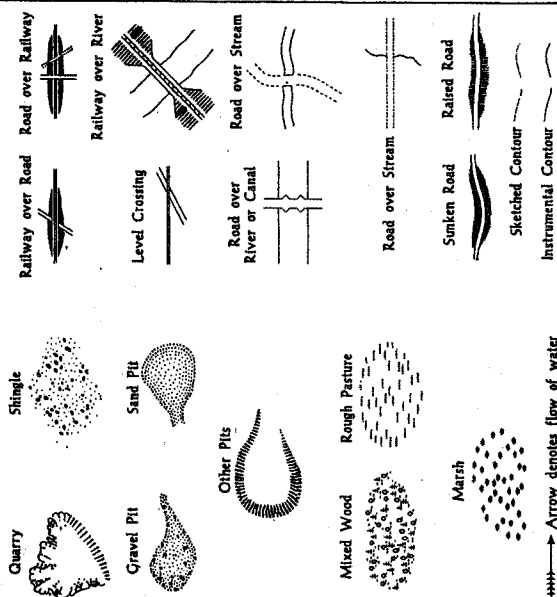 Quarry
Shingle
Railway over Road
Road over Railway
Gravel Pit
Sand Pit
Level Crossing
Railway over River
Other Pits
Road over
River or Canal
Road over Stream
Mixed Wood
Rough Pasture
Road over Stream
Marsh
Sunken Road
Raised Road
Sketched Contour
Arrow denotes flow of water
Instrumental Contour